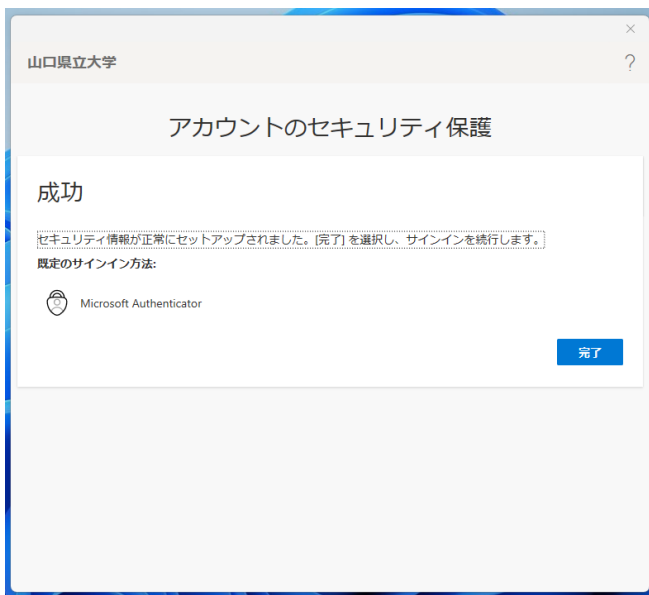 山口県立大学
?
アカウントのセキュリティ保護
成功
セキュリティ情報が正常にセットアップされました。[完了] を選択し、サインインを続行します。
既定のサインイン方法:
Microsoft Authenticator
完了